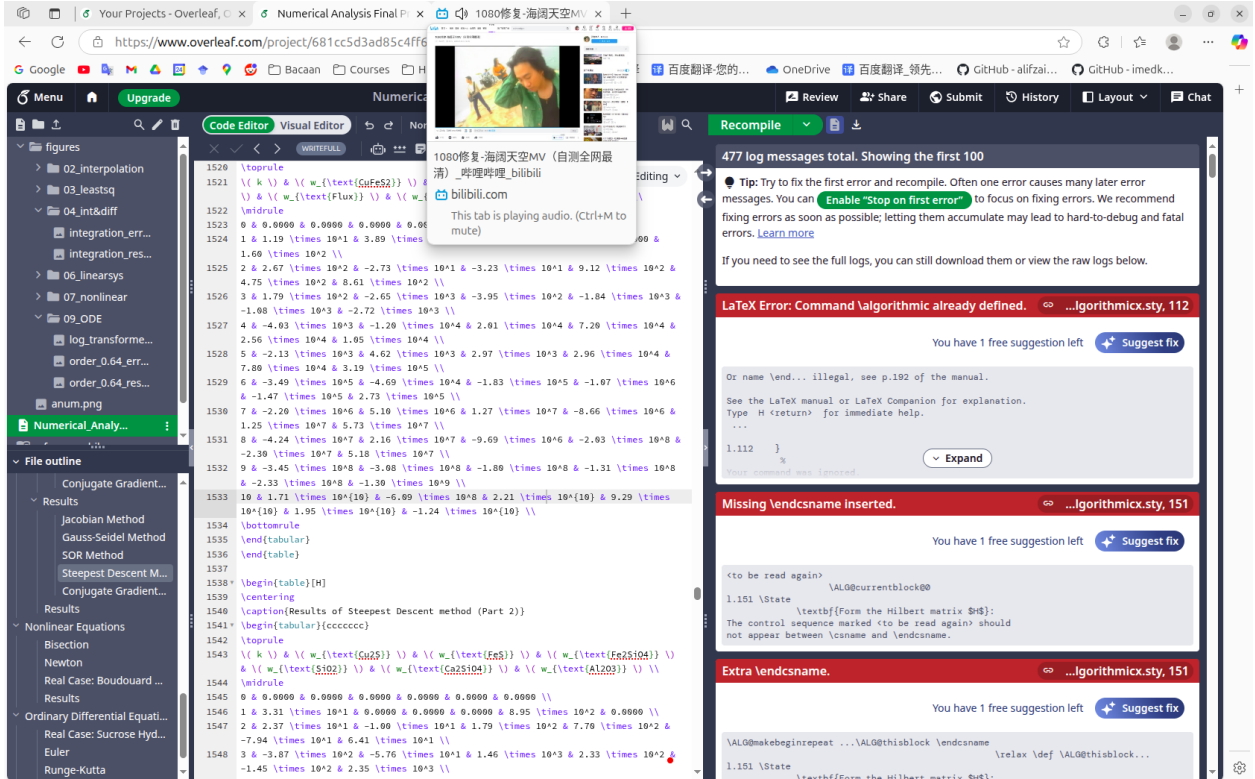 Your Projects - Overleaf, O
Numerical Analysis Final P
1080修复-海阔天空MV
https://www.overleaf.com/project/681c5d3ad85c4ff6
Google
Bacaan
Courses
百度翻译-您的...
OneDrive
百度翻译_领先...
GitHub - aime...
GitHub - imedk...
Menu
Upgrade
Numerica
Review
Share
Submit
History
Layout
Chat
1080修复-海阔天空MV（自测全网最
清）_哔哩哔哩_bilibili
bilibili.com
This tab is playing audio. (Ctrl+M to
mute)
figures
02_interpolation
03_leastsq
04_int&diff
integration_err...
integration_res...
06_linearsys
07_nonlinear
09_ODE
log_transforme...
order_0.64_err...
order_0.64_res...
anum.png
Numerical_Analy...
File outline
Conjugate Gradient...
Results
Jacobian Method
Gauss-Seidel Method
SOR Method
Steepest Descent M...
Conjugate Gradient...
Results
Nonlinear Equations
Bisection
Newton
Real Case: Boudouard ...
Results
Ordinary Differential Equati...
Real Case: Sucrose Hyd...
Euler
Runge-Kutta
Code Editor
Visual Editor
Nor
WRITEFULL
Editing
1520 \toprule
1521 \( k \) & \( w_{\text{CuFeS2}} \) &
\) & \( w_{\text{Flux}} \) & \( w_
1522 \midrule
1523 0 & 0.0000 & 0.0000 & 0.0000 & 0.00
1524 1 & 1.19 \times 10^1 & 3.89 \times 00 &
1.60 \times 10^2 \\
1525 2 & 2.67 \times 10^2 & -2.73 \times 10^1 & -3.23 \times 10^1 & 9.12 \times 10^2 &
4.75 \times 10^2 & 8.61 \times 10^2 \\
1526 3 & 1.79 \times 10^2 & -2.65 \times 10^3 & -3.95 \times 10^2 & -1.84 \times 10^3 &
-1.08 \times 10^3 & -2.72 \times 10^3 \\
1527 4 & -4.03 \times 10^3 & -1.20 \times 10^4 & 2.01 \times 10^4 & 7.20 \times 10^4 &
2.56 \times 10^4 & 1.05 \times 10^4 \\
1528 5 & -2.13 \times 10^3 & 4.62 \times 10^3 & 2.97 \times 10^3 & 2.96 \times 10^4 &
7.80 \times 10^4 & 3.19 \times 10^5 \\
1529 6 & -3.49 \times 10^5 & -4.69 \times 10^4 & -1.83 \times 10^5 & -1.07 \times 10^6
& -1.47 \times 10^5 & 2.73 \times 10^5 \\
1530 7 & -2.20 \times 10^6 & 5.10 \times 10^6 & 1.27 \times 10^7 & -8.66 \times 10^6 &
1.25 \times 10^7 & 5.73 \times 10^7 \\
1531 8 & -4.24 \times 10^7 & 2.16 \times 10^7 & -9.69 \times 10^6 & -2.03 \times 10^8 &
-2.30 \times 10^7 & 5.18 \times 10^7 \\
1532 9 & -3.45 \times 10^8 & -3.08 \times 10^8 & -1.80 \times 10^8 & -1.31 \times 10^8
& -2.33 \times 10^8 & -1.30 \times 10^9 \\
1533 10 & 1.71 \times 10^{10} & -6.09 \times 10^8 & 2.21 \times 10^{10} & 9.29 \times
10^{10} & 1.95 \times 10^{10} & -1.24 \times 10^{10} \\
1534 \bottomrule
1535 \end{tabular}
1536 \end{table}
1537
1538 \begin{table}[H]
1539 \centering
1540 \caption{Results of Steepest Descent method (Part 2)}
1541 \begin{tabular}{ccccccc}
1542 \toprule
1543 \( k \) & \( w_{\text{Cu2S}} \) & \( w_{\text{FeS}} \) & \( w_{\text{Fe2SiO4}} \)
& \( w_{\text{SiO2}} \) & \( w_{\text{Ca2SiO4}} \) & \( w_{\text{Al2O3}} \) \\
1544 \midrule
1545 0 & 0.0000 & 0.0000 & 0.0000 & 0.0000 & 0.0000 & 0.0000 \\
1546 1 & 3.31 \times 10^1 & 0.0000 & 0.0000 & 0.0000 & 8.95 \times 10^2 & 0.0000 \\
1547 2 & 2.37 \times 10^1 & -1.00 \times 10^1 & 1.79 \times 10^2 & 7.70 \times 10^2 &
-7.94 \times 10^1 & 6.41 \times 10^1 \\
1548 3 & -3.87 \times 10^2 & -5.76 \times 10^1 & 1.46 \times 10^3 & 2.33 \times 10^2 &
-1.45 \times 10^2 & 2.35 \times 10^3 \\
Recompile
477 log messages total. Showing the first 100
Tip: Try to fix the first error and recompile. Often one error causes many later error
messages. You can Enable “Stop on first error” to focus on fixing errors. We recommend
fixing errors as soon as possible; letting them accumulate may lead to hard-to-debug and fatal
errors. Learn more
If you need to see the full logs, you can still download them or view the raw logs below.
LaTeX Error: Command \algorithmic already defined. ...lgorithmicx.sty, 112
You have 1 free suggestion left Suggest fix
Or name \end... illegal, see p.192 of the manual.
See the LaTeX manual or LaTeX Companion for explanation.
Type H <return> for immediate help.
...
l.112 }
%
Your command was ignored.
Expand
Missing \endcsname inserted. ...lgorithmicx.sty, 151
You have 1 free suggestion left Suggest fix
<to be read again>
\ALG@currentblock@0
l.151 \State
\textbf{Form the Hilbert matrix $H$}:
The control sequence marked <to be read again> should
not appear between \csname and \endcsname.
Extra \endcsname. ...lgorithmicx.sty, 151
You have 1 free suggestion left Suggest fix
\ALG@makebeginrepeat ...\ALG@thisblock \endcsname
\relax \def \ALG@thisblock...
l.151 \State
\textbf{Form the Hilbert matrix $H$}: